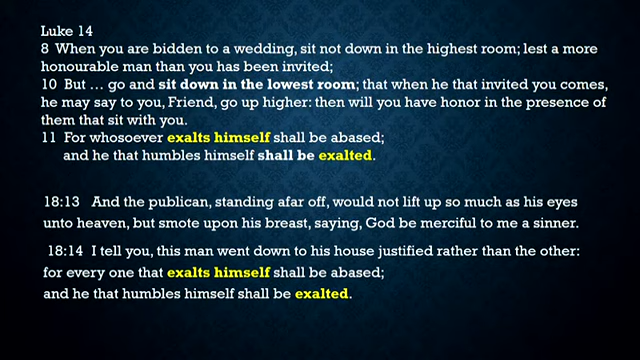 Luke 14
8  When you are bidden to a wedding, sit not down in the highest room; lest a more
honourable man than you has been invited;
10  But … go and sit down in the lowest room; that when he that invited you comes,
he may say to you, Friend, go up higher: then will you have honor in the presence of
them that sit with you.
11  For whosoever exalts himself shall be abased;
and he that humbles himself shall be exalted.
18:13  And the publican, standing afar off, would not lift up so much as his eyes
unto heaven, but smote upon his breast, saying, God be merciful to me a sinner.
18:14  I tell you, this man went down to his house justified rather than the other:
for every one that exalts himself shall be abased;
and he that humbles himself shall be exalted.